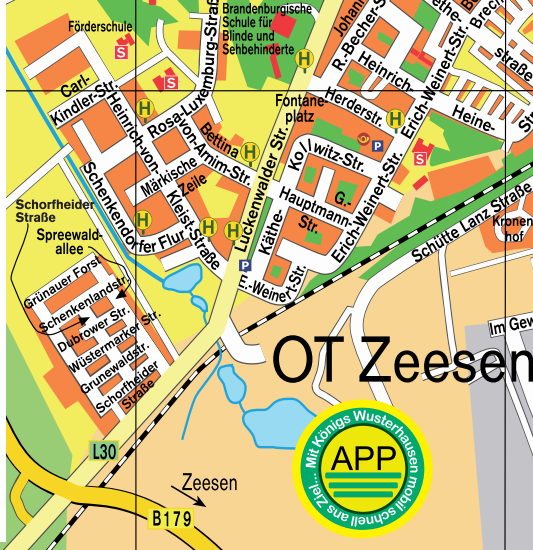 Förderschule
S
Brandenburgische
Schule für
Blinde und
Sehbehinderte
R.-Becher-S
Heinrich-
Erich-Weinert-Str.
straße
Carl-
Kindler-Str.
Heinrich-von-
Rosa-Luxemburg-Straß
S
H
H
Fontane-
platz
Herderstr.
H
Heine-
Bettina-
von-Arnim-Str.
H
Kollwitz-Str.
P
S
Märkische
Zeile
Kleist-Straße
Schenkendorfer Flur
H
H
H
Luckenwalder Str.
Käthe-
G.-
Hauptmann-
Str.
Erich-Weinert-Str.
E.-Weinert-Str.
P
Schütte Lanz Straße
Kronen
hof
Schorfheider
Straße
Spreewald-
allee
Grünauer Forst
Schenkenlandstr.
Dubrower Str.
Wüstermarker Str.
Grunewaldstr.
Schorfheider
Straße
Im Gew
OT Zeesen
L30
Zeesen
B179
Mit Königs Wusterhausen mobil schnell ans Ziel...
APP